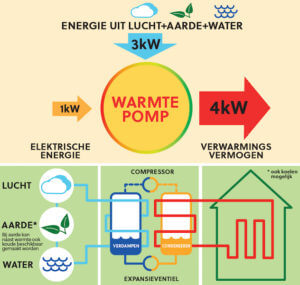 ENERGIE UIT LUCHT+AARDE+WATER
3kW
1kW
WARMTE
POMP
4kW
ELEKTRISCHE
ENERGIE
VERWARMINGS
VERMOGEN
LUCHT
AARDE*
Bij aarde kan
naast warmte ook
koude beschikbaar
gemaakt worden
WATER
COMPRESSOR
VERDAMPEN
CONDENSOR
EXPANSIEVENTIEL
* ook koelen
mogelijk